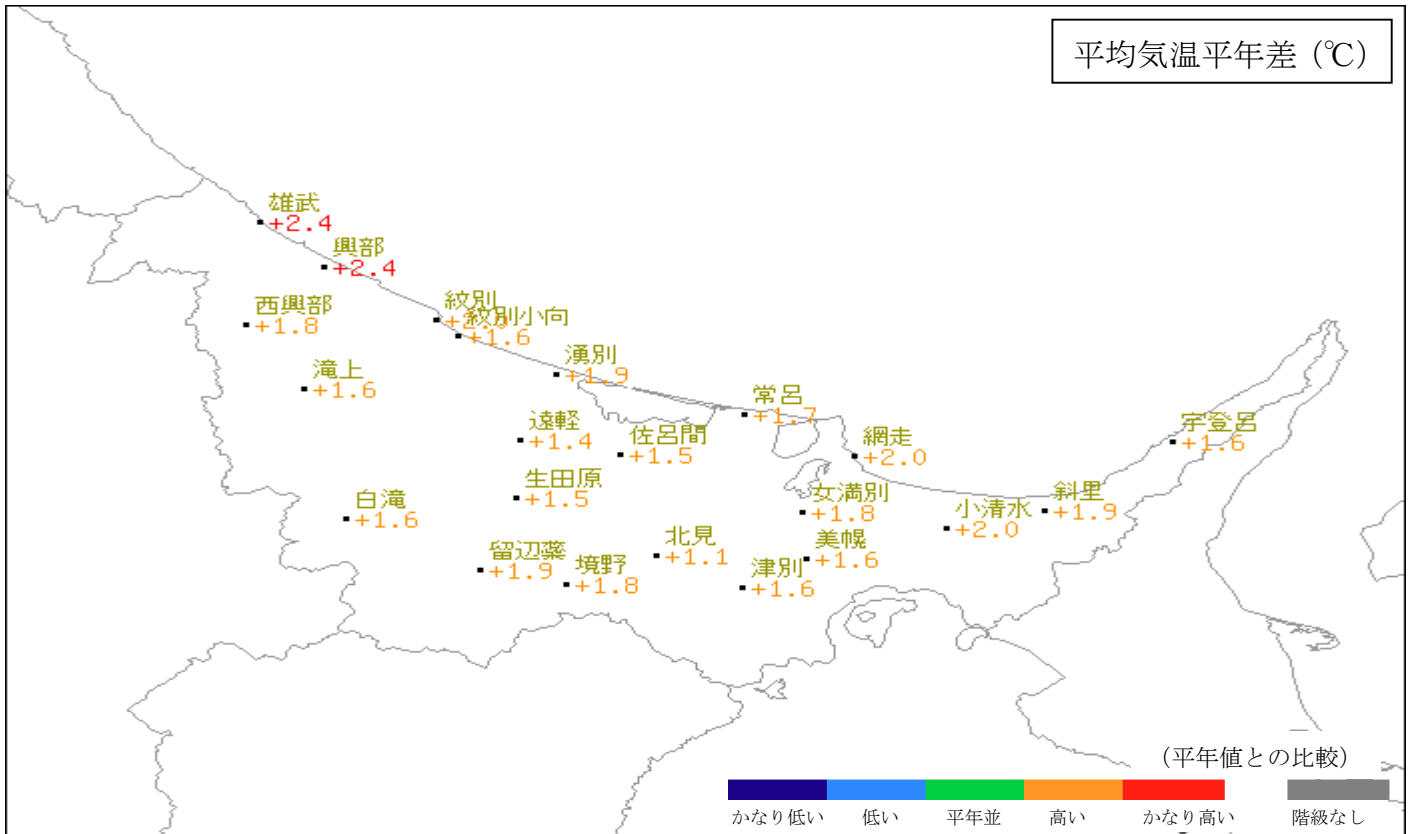 平均気温平年差（℃）
雄武
+2.4
興部
+2.4
西興部
+1.8
紋別
紋別小向
+1.6
滝上
+1.6
湧別
+1.9
常呂
+1.7
遠軽
+1.4
佐呂間
+1.5
網走
+2.0
宇登呂
+1.6
生田原
+1.5
女満別
+1.8
小清水
+2.0
斜里
+1.9
白滝
+1.6
留辺蘂
+1.9
境野
+1.8
北見
+1.1
津別
+1.6
美幌
+1.6
（平年値との比較）
かなり低い 低い 平年並 高い かなり高い 階級なし